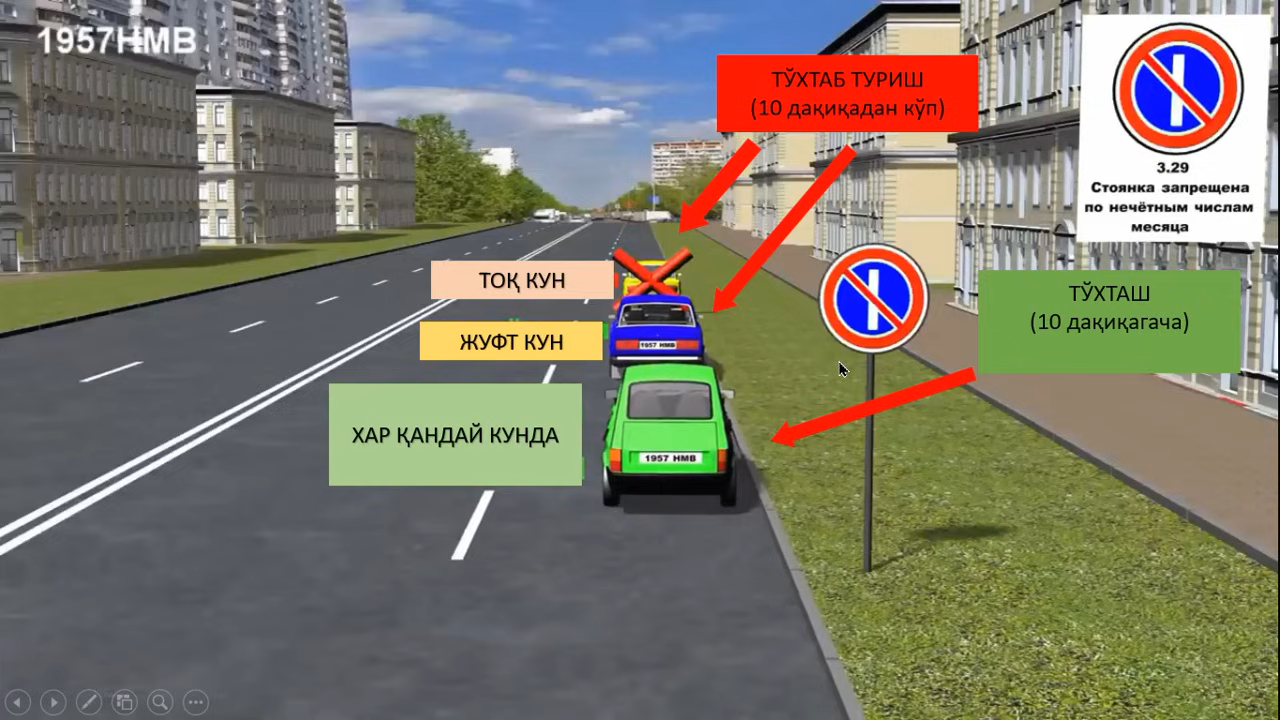 1957НМВ
ТЎХТАБ ТУРИШ
(10 дақиқадан кўп)
3.29
Стоянка запрещена
по нечётным числам
месяца
ТОҚ КУН
ЖУФТ КУН
ХАР ҚАНДАЙ КУНДА
ТЎХТАШ
(10 дақиқагача)
1957 НМВ
1957 НМВ